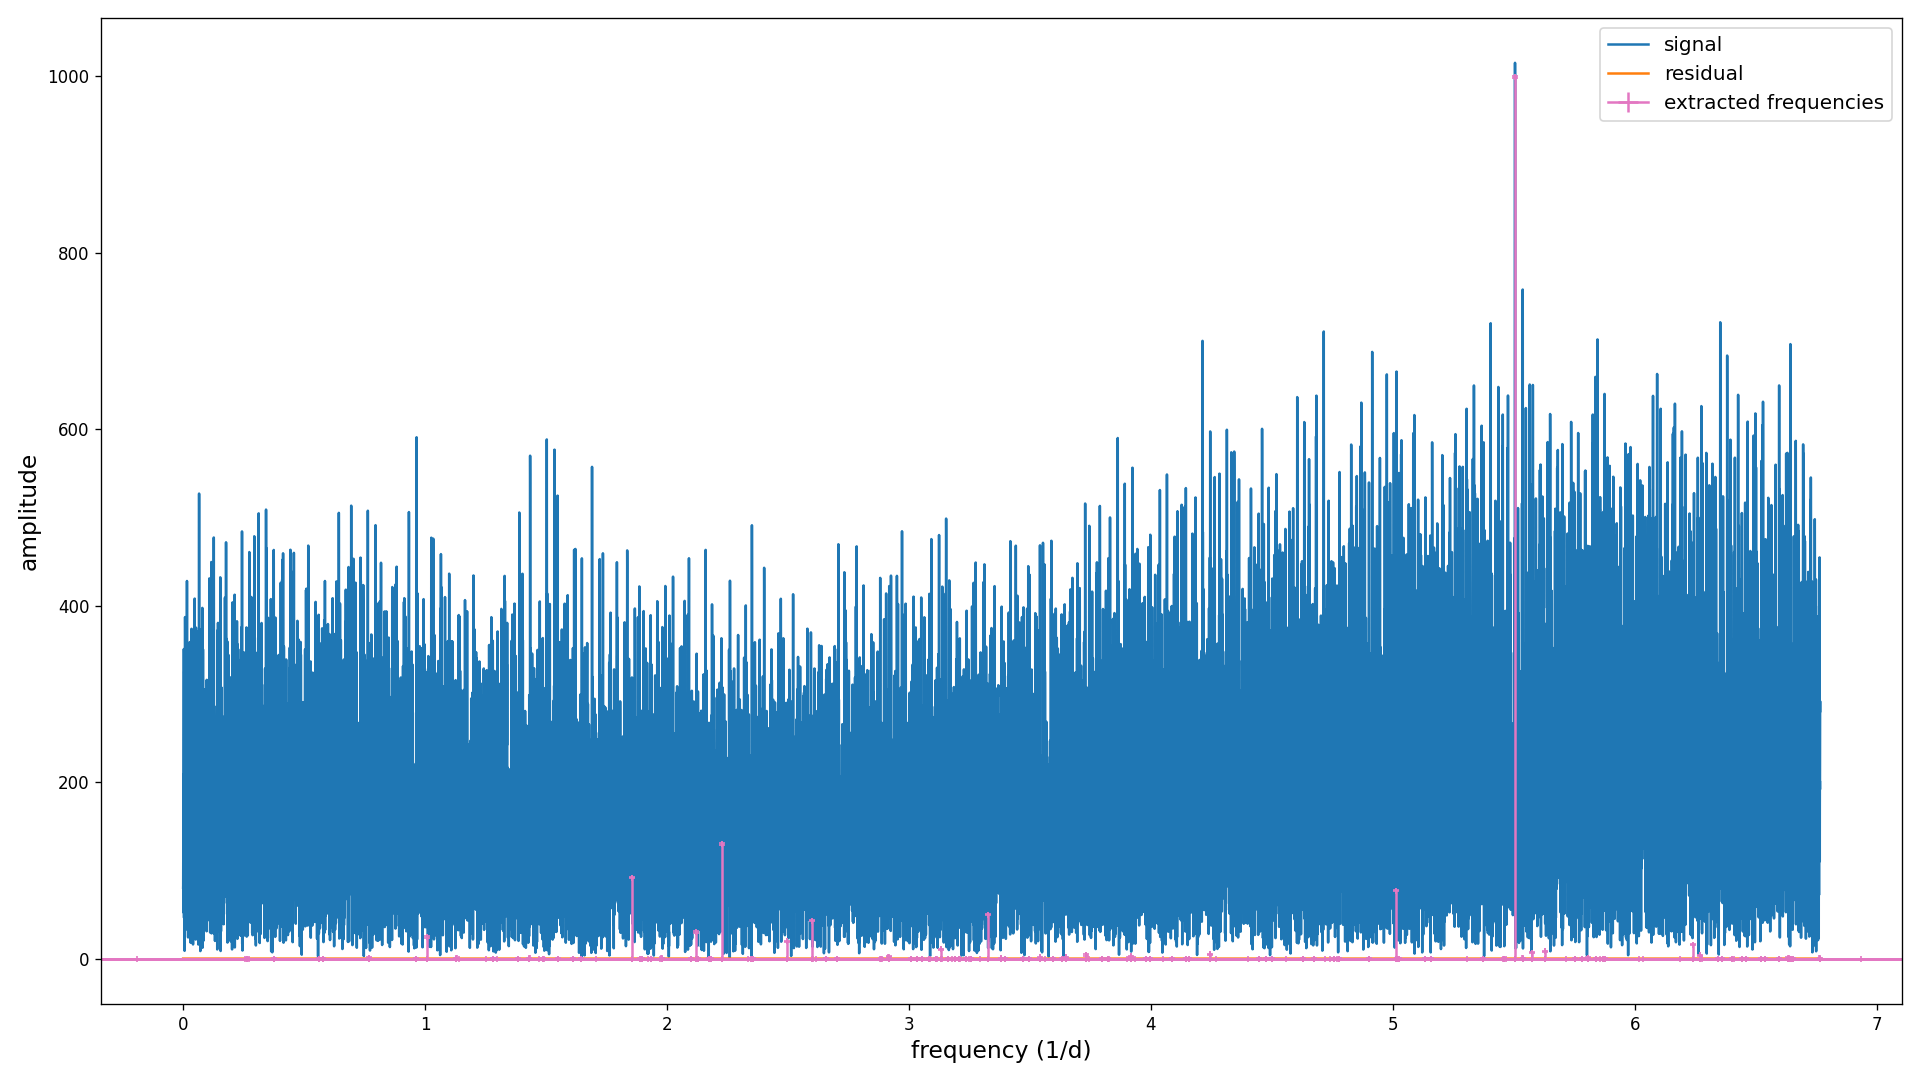 signal
residual
extracted frequencies
1000
800
600
400
200
0
amplitude
0 1 2 3 4 5 6 7
frequency (1/d)